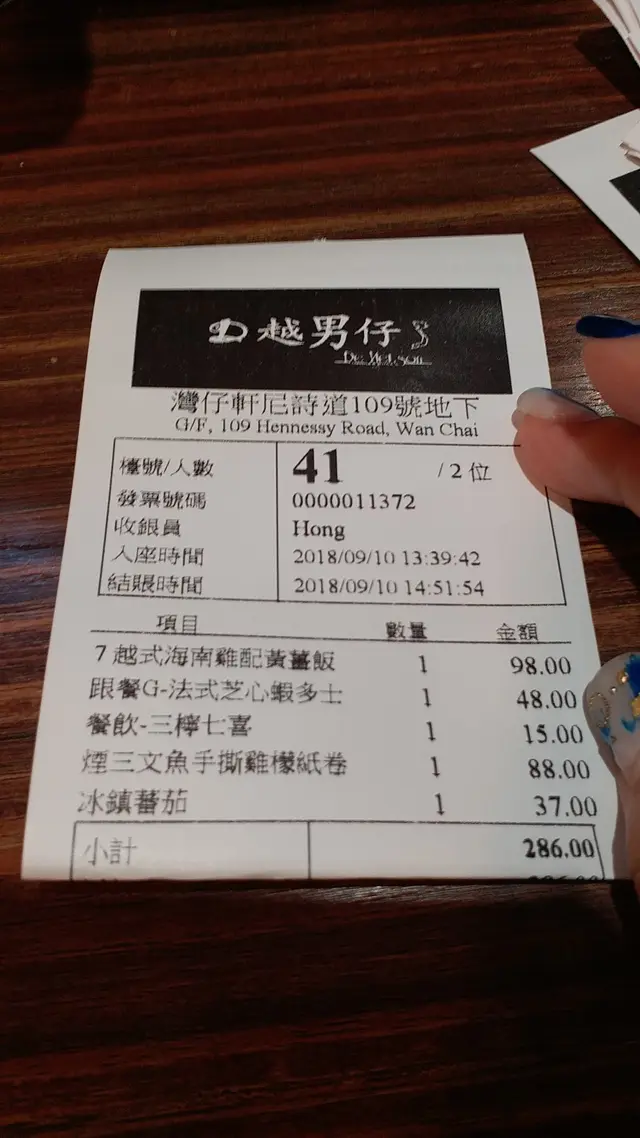 越男仔
灣仔軒尼詩道109號地下
G/F, 109 Hennessy Road, Wan Chai
檯號/人數 41 / 2 位
發票號碼 0000011372
收銀員 Hong
入座時間 2018/09/10 13:39:42
結賬時間 2018/09/10 14:51:54
項目 數量 金額
7 越式海南雞配黃薑飯 1 98.00
跟餐G-法式芝心蝦多士 1 48.00
餐飲-三檸七喜 1 15.00
煙三文魚手撕雞檬紙卷 1 88.00
冰鎮蕃茄 1 37.00
小計 286.00